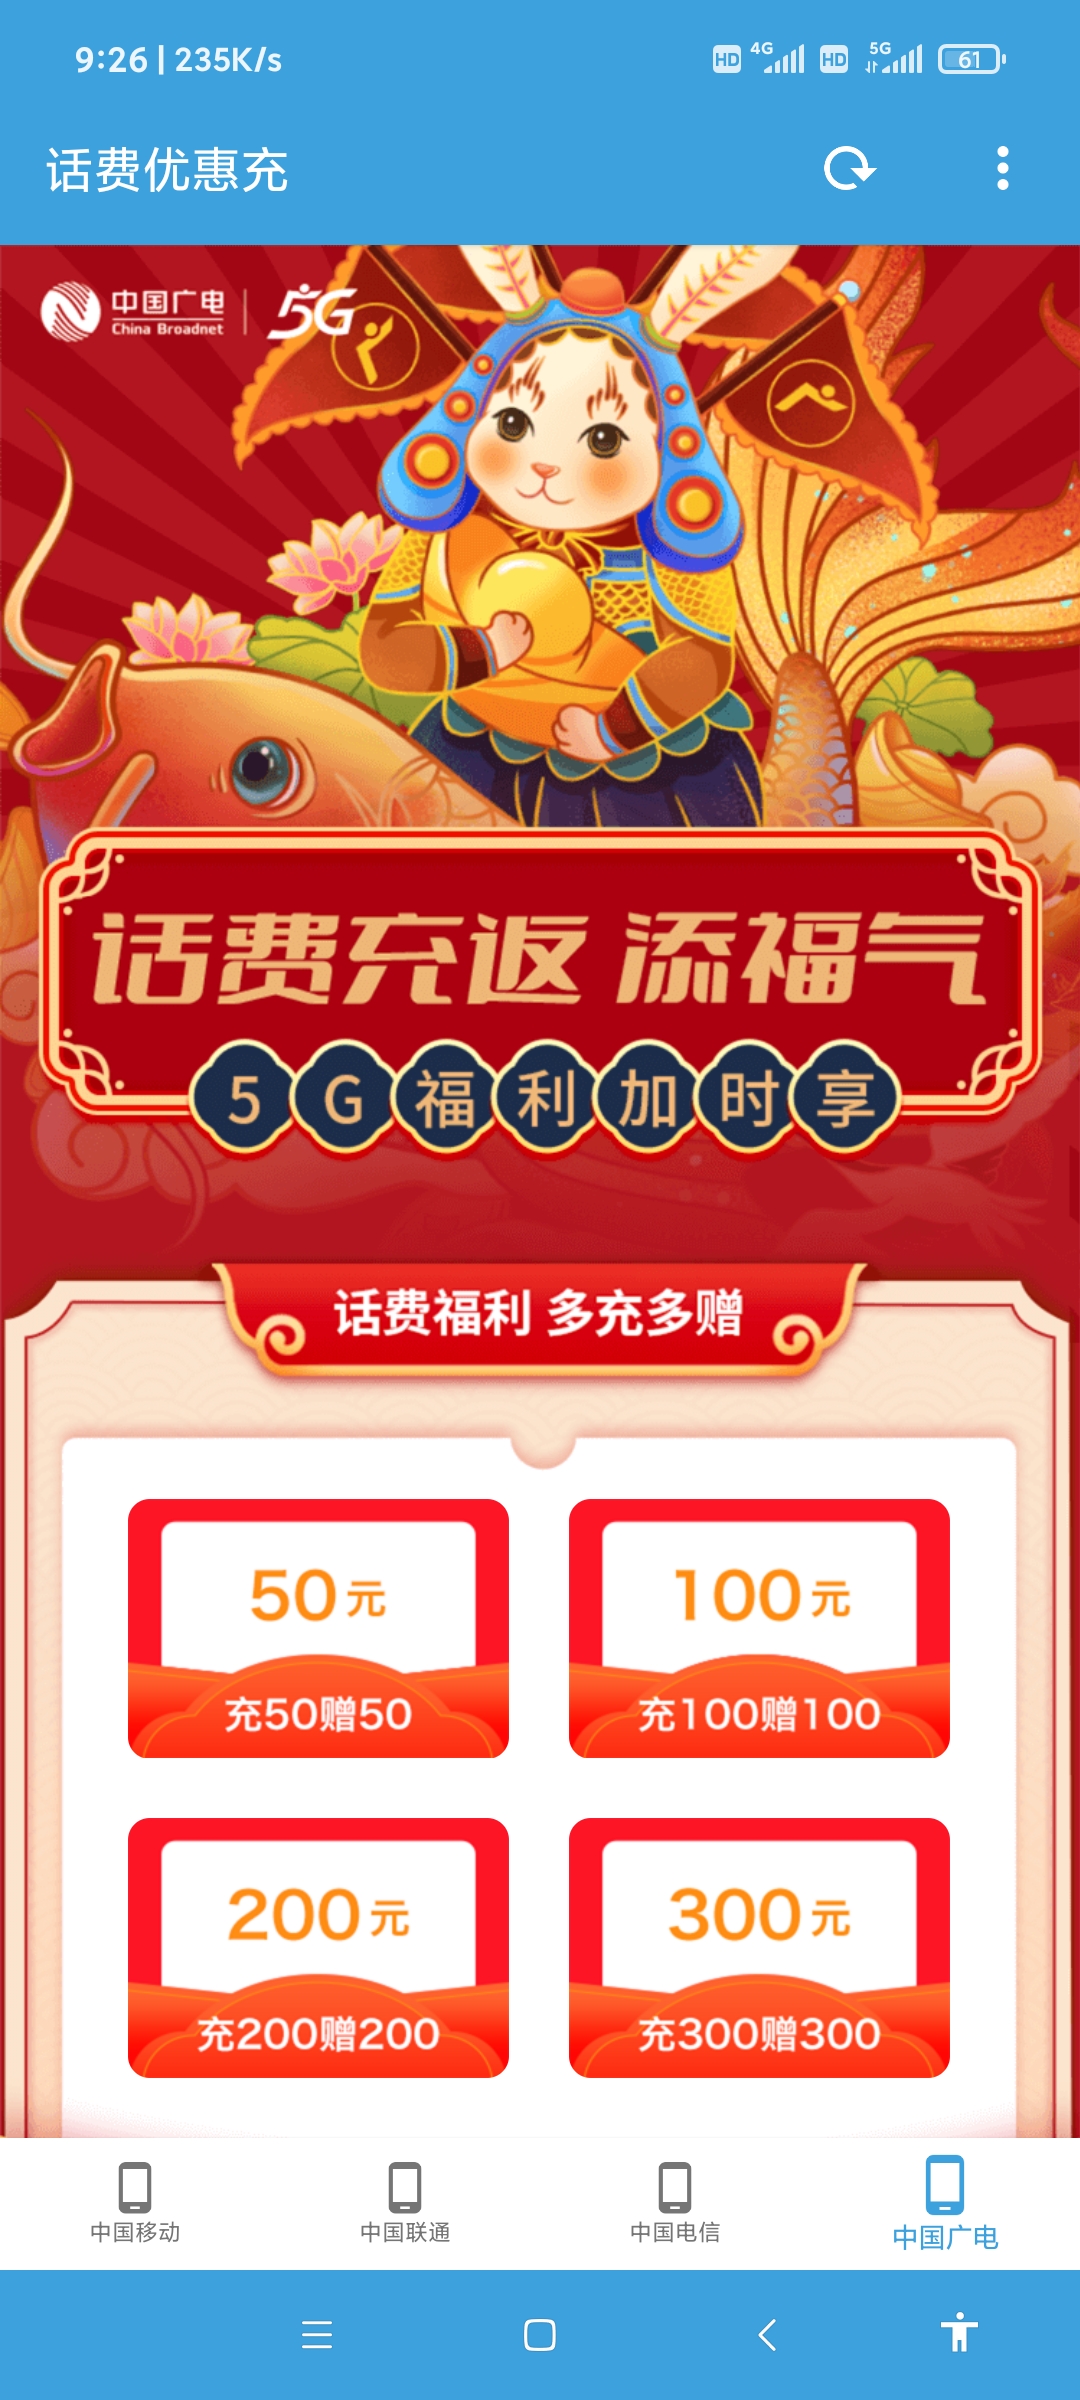 9:26 | 235K/s
HD 4G HD 5G 61
话费优惠充
中国广电
China Broadnet
5G
话费充返 添福气
5G福利加时享
话费福利 多充多赠
50元
100元
充50赠50
充100赠100
200元
300元
充200赠200
充300赠300
中国移动
中国联通
中国电信
中国广电